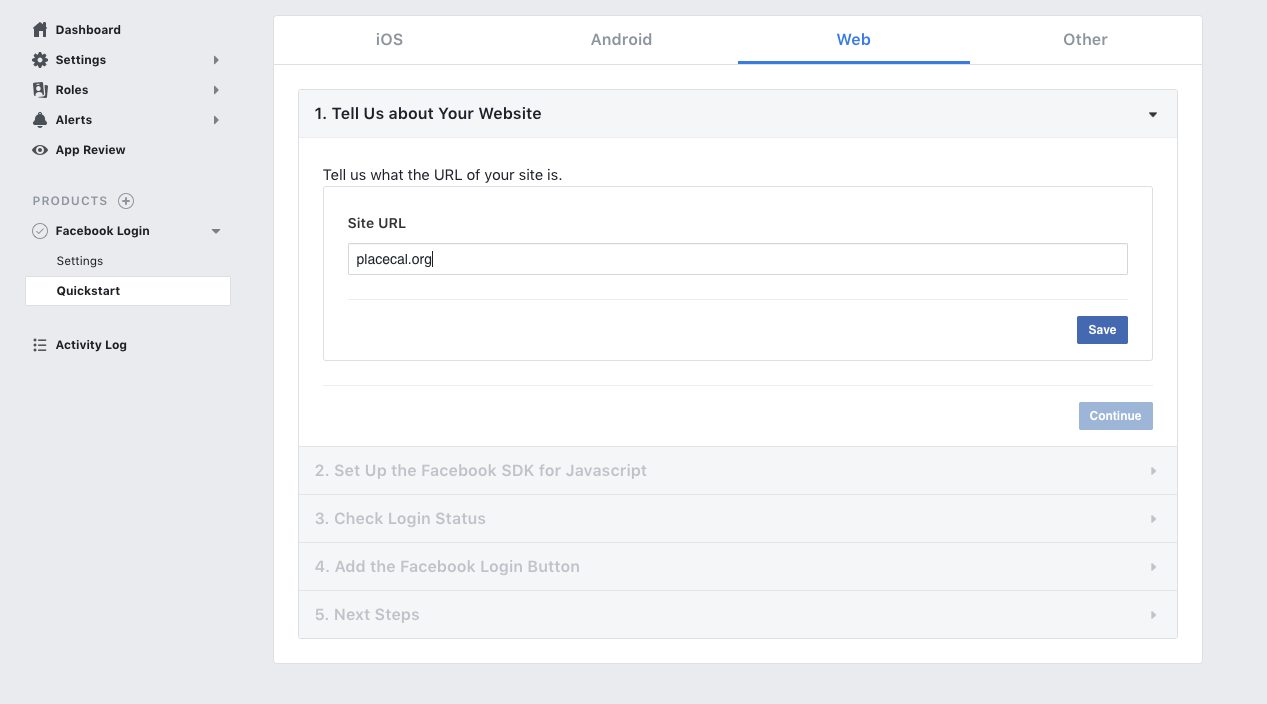 Dashboard
Settings
Roles
Alerts
App Review
PRODUCTS
Facebook Login
Settings
Quickstart
Activity Log
iOS
Android
Web
Other
1. Tell Us about Your Website
Tell us what the URL of your site is.
Site URL
placecal.org
Save
Continue
2. Set Up the Facebook SDK for Javascript
3. Check Login Status
4. Add the Facebook Login Button
5. Next Steps